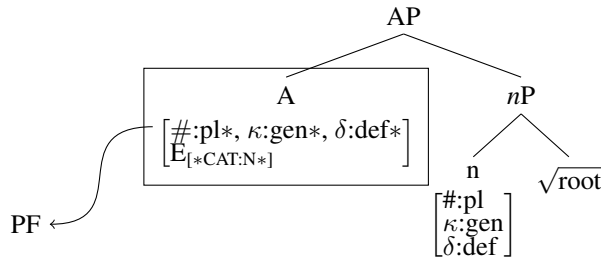 AP
A
nP
[#:pl∗, κ:gen∗, δ:def∗
E[∗CAT:N∗]]
n
√root
[#:pl
κ:gen
δ:def]
PF